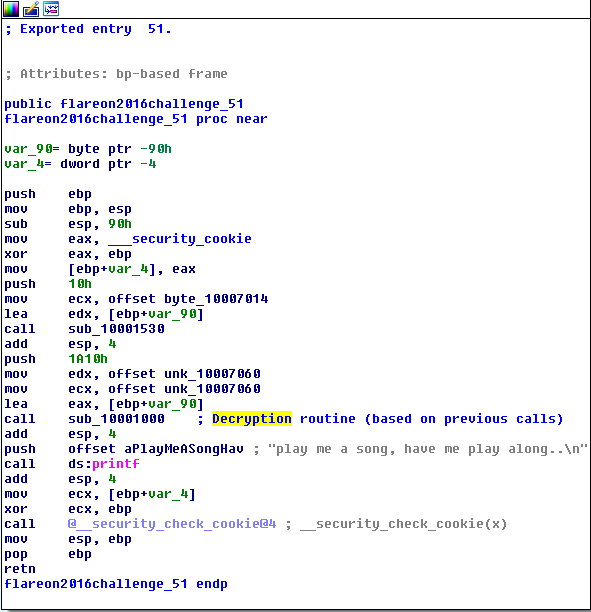 ; Exported entry  51.
; Attributes: bp-based frame
public flareon2016challenge_51
flareon2016challenge_51 proc near
var_90= byte ptr -90h
var_4= dword ptr -4
push    ebp
mov     ebp, esp
sub     esp, 90h
mov     eax, ___security_cookie
xor     eax, ebp
mov     [ebp+var_4], eax
push    10h
mov     ecx, offset byte_10007014
lea     edx, [ebp+var_90]
call    sub_10001530
add     esp, 4
push    1A10h
mov     edx, offset unk_10007060
mov     ecx, offset unk_10007060
lea     eax, [ebp+var_90]
call    sub_10001000    ; Decryption routine (based on previous calls)
add     esp, 4
push    offset aPlayMeASongHav ; "play me a song, have me play along..\n"
call    ds:printf
add     esp, 4
mov     ecx, [ebp+var_4]
xor     ecx, ebp
call    @__security_check_cookie@4 ; __security_check_cookie(x)
mov     esp, ebp
pop     ebp
retn
flareon2016challenge_51 endp